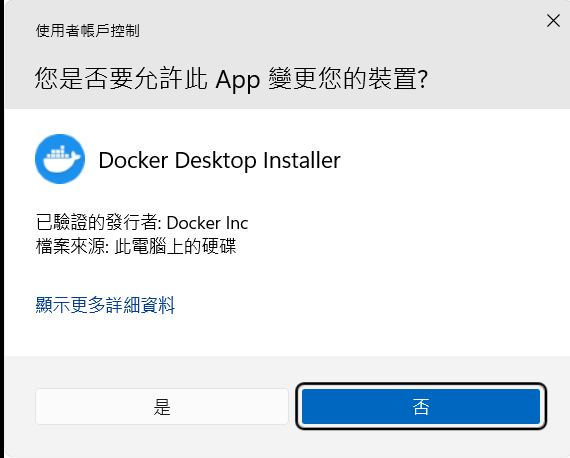 使用者帳戶控制
您是否要允許此 App 變更您的裝置?
Docker Desktop Installer
已驗證的發行者: Docker Inc
檔案來源: 此電腦上的硬碟
顯示更多詳細資料
是
否